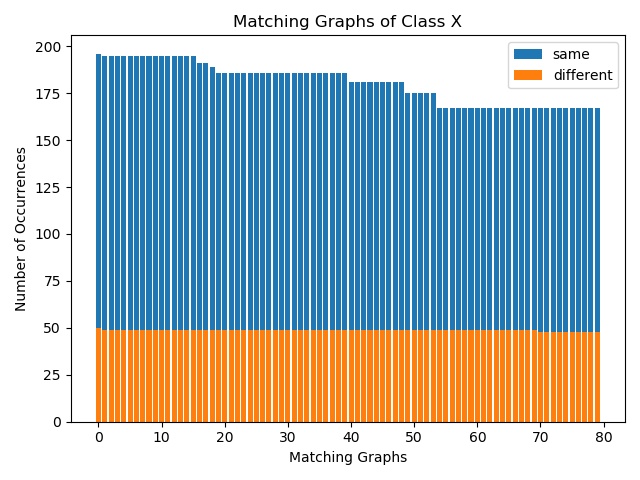 Matching Graphs of Class X
same
different
Number of Occurrences
200
175
150
125
100
75
50
25
0
0 10 20 30 40 50 60 70 80
Matching Graphs